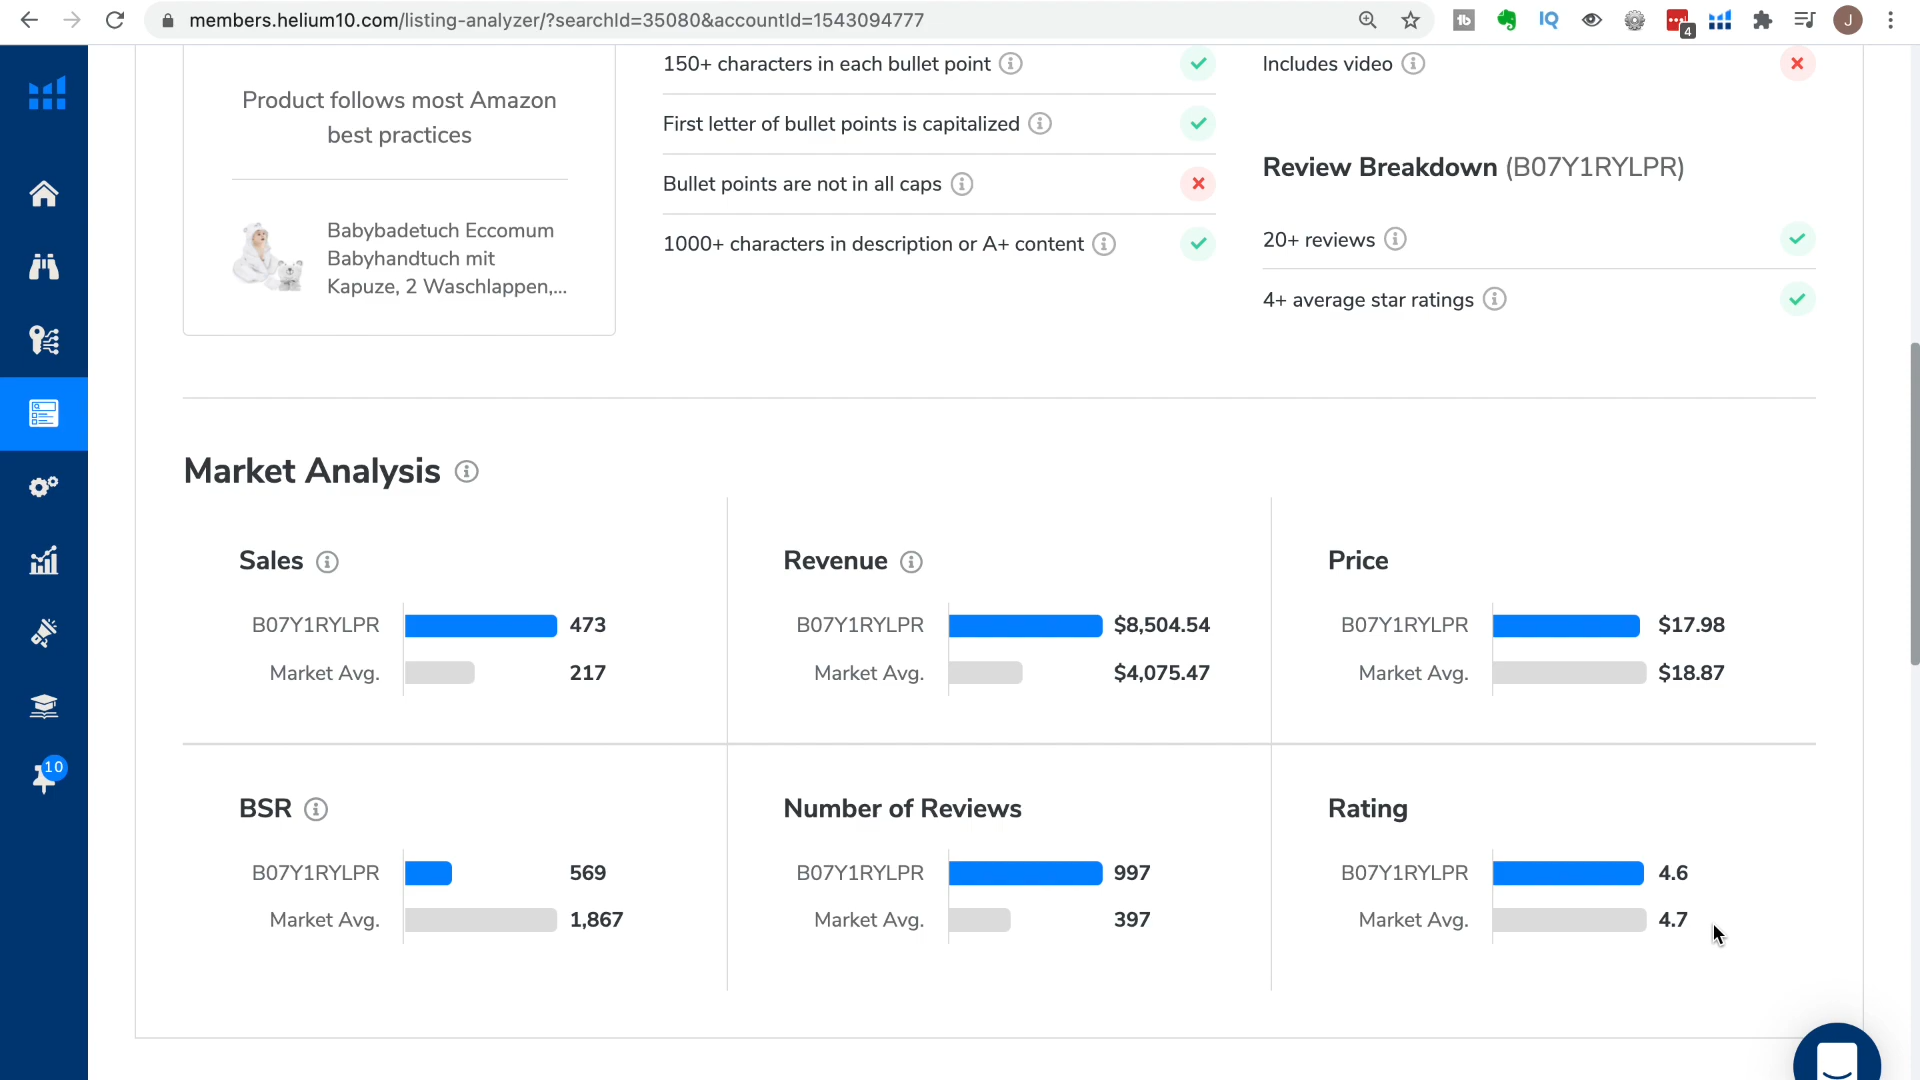 members.helium10.com/listing-analyzer/?searchId=35080&accountId=1543094777
J
4
Product follows most Amazon
best practices
Babybadetuch Eccomum
Babyhandtuch mit
Kapuze, 2 Waschlappen,...
150+ characters in each bullet point
First letter of bullet points is capitalized
Bullet points are not in all caps
1000+ characters in description or A+ content
Includes video
Review Breakdown (B07Y1RYLPR)
20+ reviews
4+ average star ratings
10
Market Analysis
Sales
B07Y1RYLPR 473
Market Avg. 217
Revenue
B07Y1RYLPR $8,504.54
Market Avg. $4,075.47
Price
B07Y1RYLPR $17.98
Market Avg. $18.87
BSR
B07Y1RYLPR 569
Market Avg. 1,867
Number of Reviews
B07Y1RYLPR 997
Market Avg. 397
Rating
B07Y1RYLPR 4.6
Market Avg. 4.7